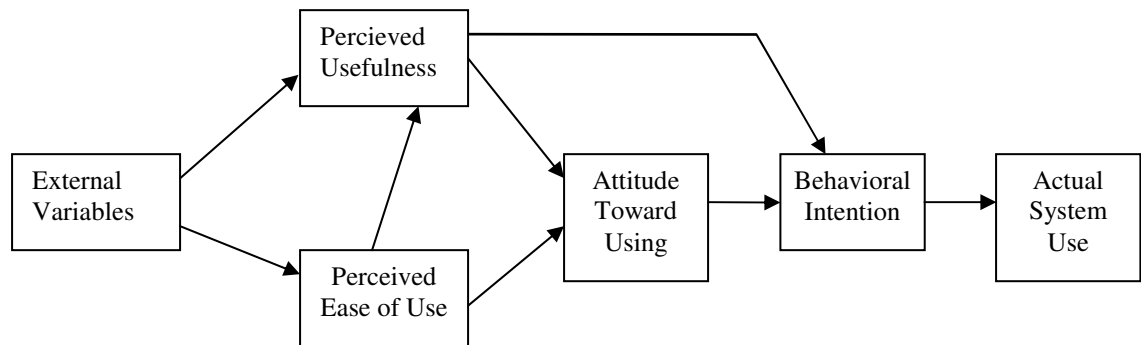 Percieved
Usefulness
External
Variables
Perceived
Ease of Use
Attitude
Toward
Using
Behavioral
Intention
Actual
System
Use